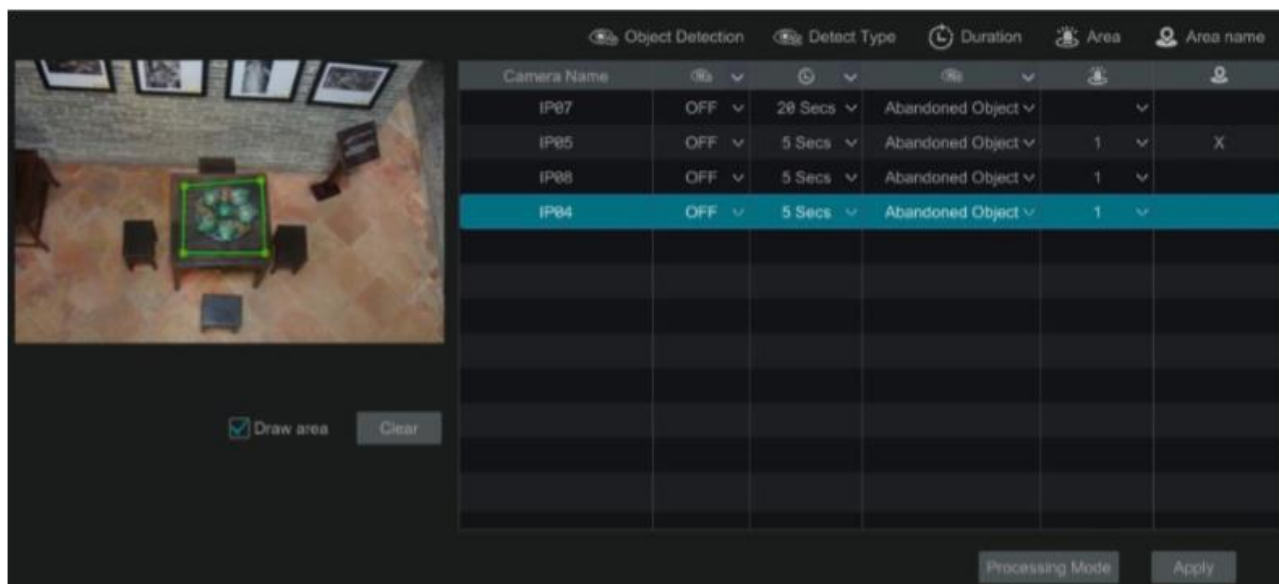 Object Detection Detect Type Duration Area Area name
Camera Name
IP07 OFF 20 Secs Abandoned Object
IP05 OFF 5 Secs Abandoned Object 1 X
IP08 OFF 5 Secs Abandoned Object 1
IP04 OFF 5 Secs Abandoned Object 1
Draw area Clear
Processing Mode Apply